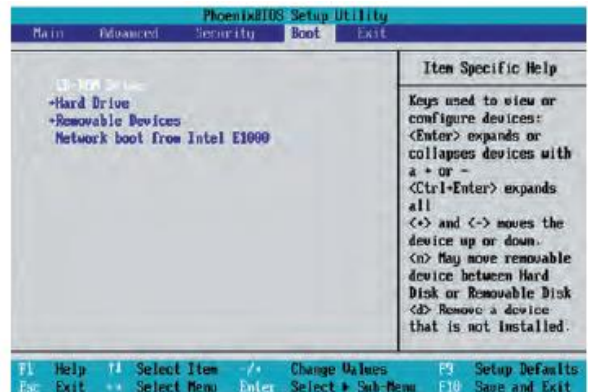 PhoenixBIOS Setup Utility
Main Advanced Security Boot Exit
CD-ROM Drive
+Hard Drive
+Removable Devices
Network boot from Intel E1000
Item Specific Help
Keys used to view or
configure devices:
<Enter> expands or
collapses devices with
a + or -
<Ctrl+Enter> expands
all
<+> and <-> moves the
device up or down.
<n> May move removable
device between Hard
Disk or Removable Disk
<d> Remove a device
that is not installed.
F1 Help ↑↓ Select Item -/+ Change Values F9 Setup Defaults
Esc Exit ↔ Select Menu Enter Select ▶ Sub-Menu F10 Save and Exit